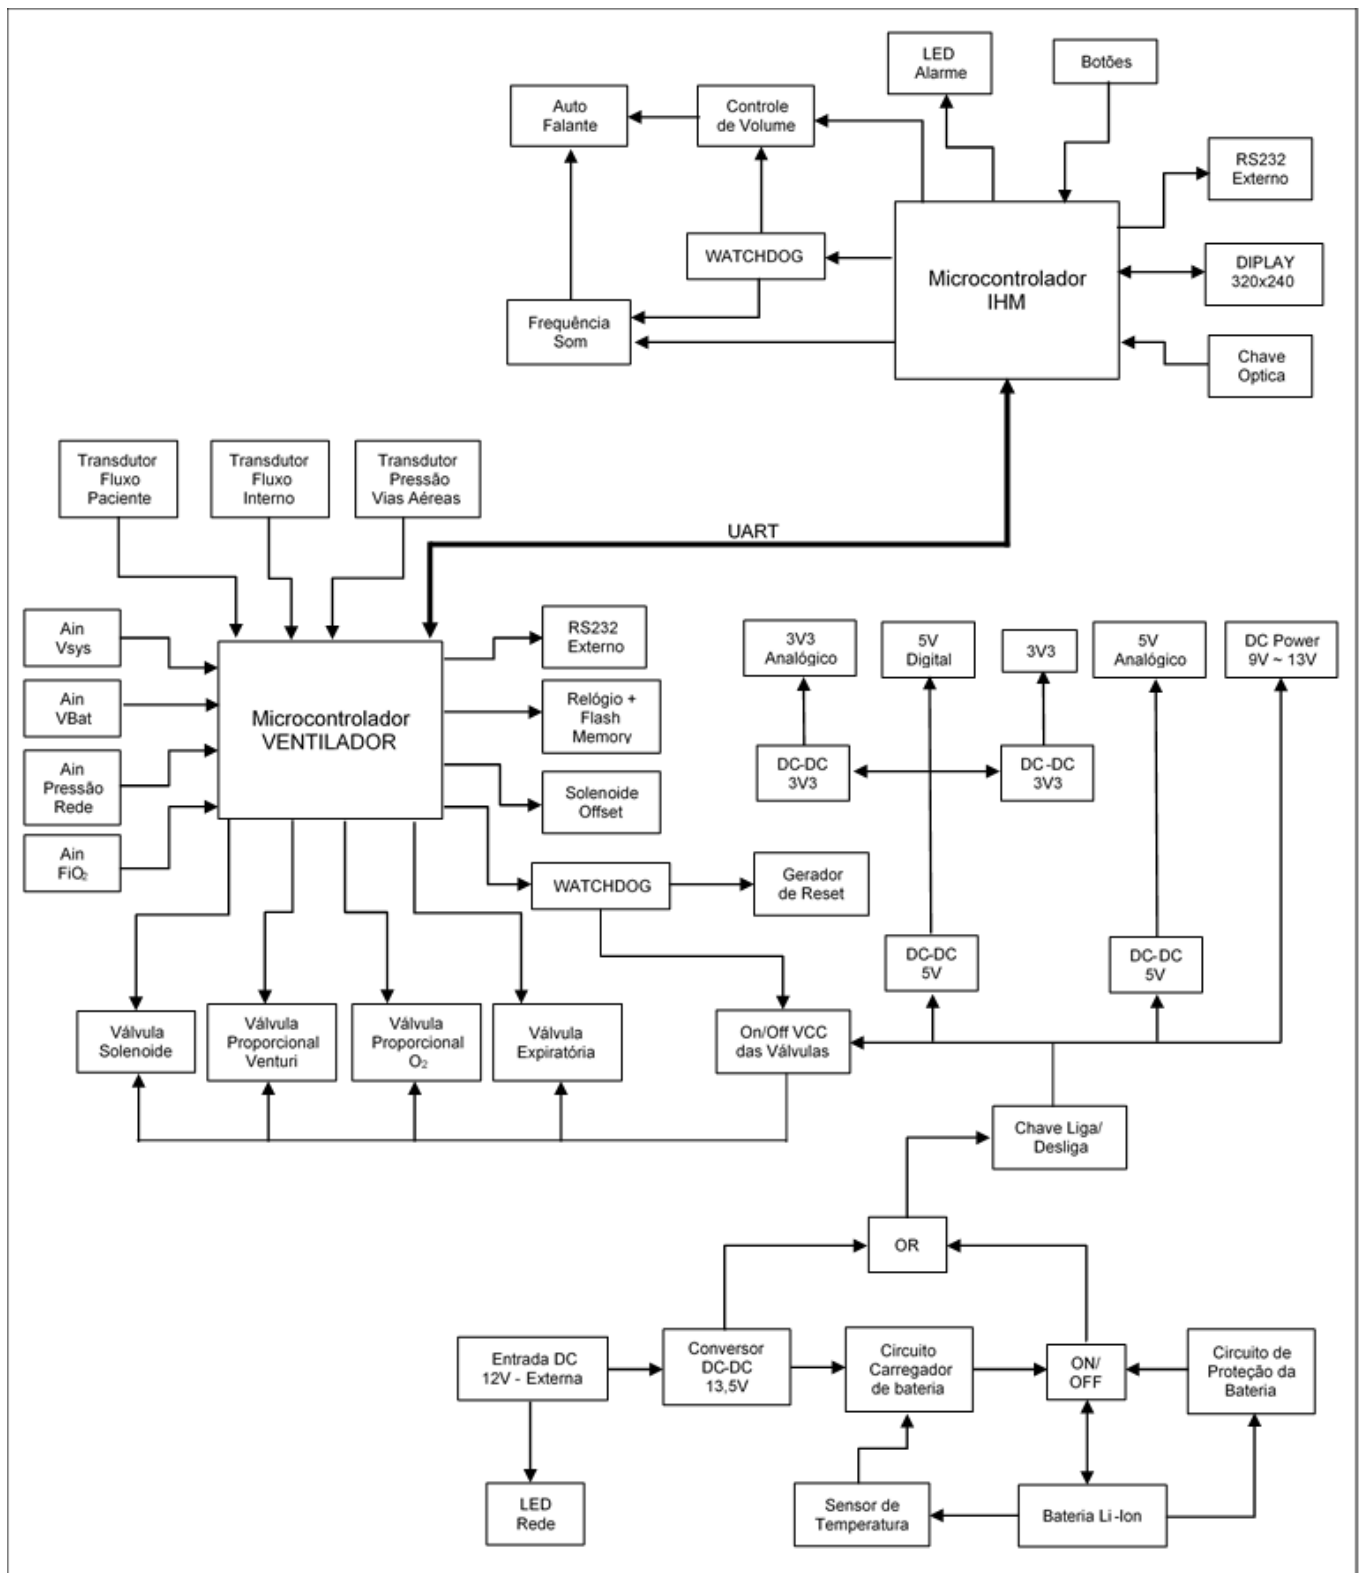 LED
Alarme
Botões
Auto
Falante
Controle
de Volume
RS232
Externo
WATCHDOG
Microcontrolador
IHM
DIPLAY
320x240
Frequência
Som
Chave
Optica
Transdutor
Fluxo
Paciente
Transdutor
Fluxo
Interno
Transdutor
Pressão
Vias Aéreas
UART
Ain
Vsys
Ain
VBat
Ain
Pressão
Rede
Ain
FiO₂
Microcontrolador
VENTILADOR
RS232
Externo
Relógio +
Flash
Memory
Solenoide
Offset
3V3
Analógico
5V
Digital
3V3
5V
Analógico
DC Power
9V ~ 13V
DC-DC
3V3
DC-DC
3V3
WATCHDOG
Gerador
de Reset
DC-DC
5V
DC-DC
5V
Válvula
Solenoide
Válvula
Proporcional
Venturi
Válvula
Proporcional
O₂
Válvula
Expiratória
On/Off VCC
das Válvulas
Chave Liga/
Desliga
OR
Entrada DC
12V - Externa
Conversor
DC-DC
13,5V
Circuito
Carregador
de bateria
ON/
OFF
Circuito de
Proteção da
Bateria
LED
Rede
Sensor de
Temperatura
Bateria Li-Ion